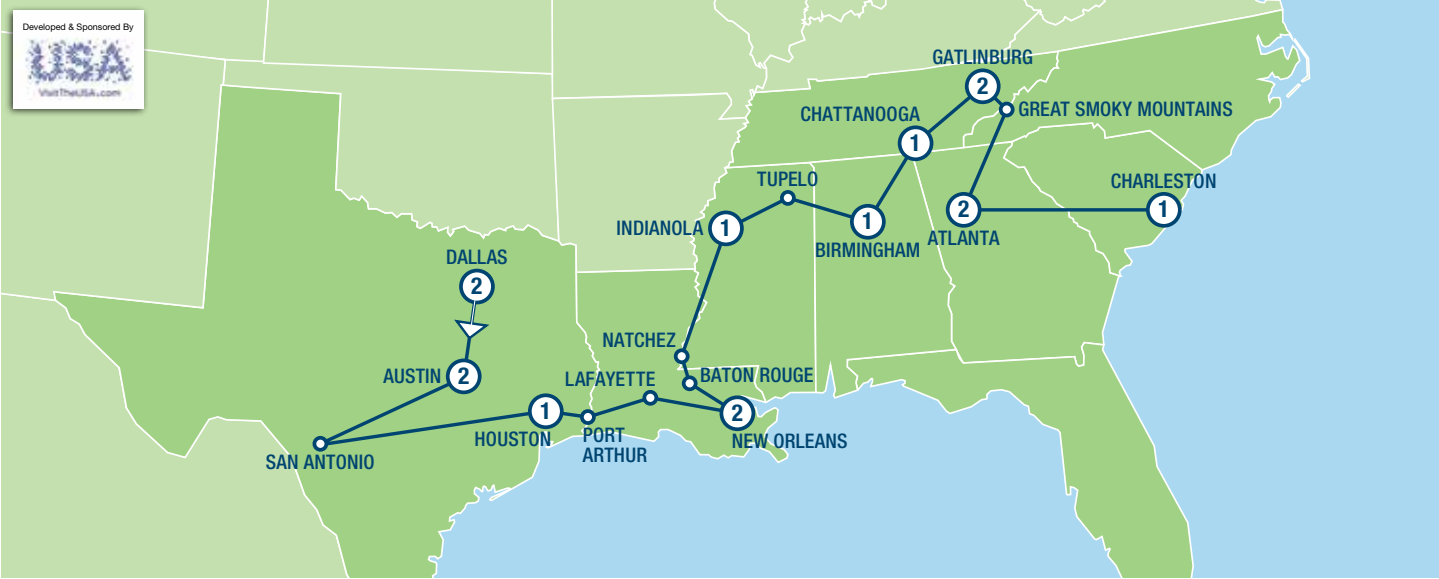 Developed & Sponsored By
USA
VisitTheUSA.com
GATLINBURG
2
GREAT SMOKY MOUNTAINS
CHATTANOOGA
1
TUPELO
CHARLESTON
1
INDIANOLA
1
1
BIRMINGHAM
2
ATLANTA
DALLAS
2
NATCHEZ
AUSTIN
2
LAFAYETTE
BATON ROUGE
1
HOUSTON
PORT
ARTHUR
2
NEW ORLEANS
SAN ANTONIO